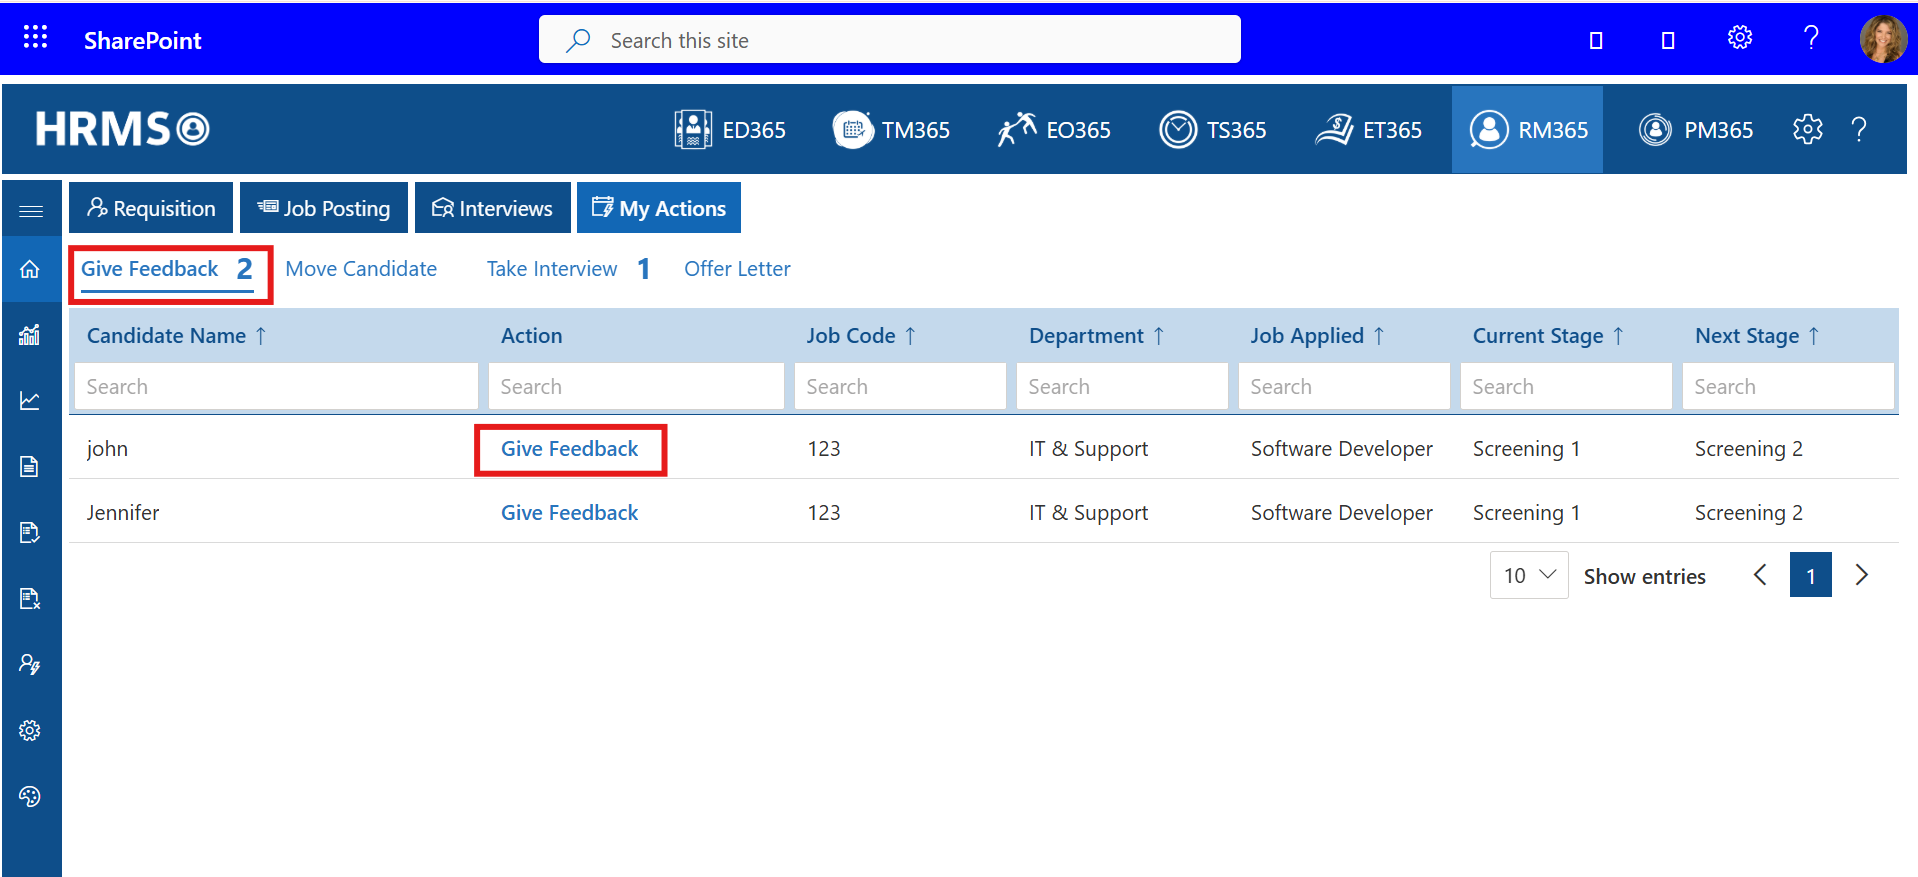 SharePoint
Search this site
HRMS
ED365
TM365
EO365
TS365
ET365
RM365
PM365
?
Requisition
Job Posting
Interviews
My Actions
Give Feedback 2
Move Candidate
Take Interview 1
Offer Letter
Candidate Name ↑ Action Job Code ↑ Department ↑ Job Applied ↑ Current Stage ↑ Next Stage ↑
Search Search Search Search Search Search Search
john Give Feedback 123 IT & Support Software Developer Screening 1 Screening 2
Jennifer Give Feedback 123 IT & Support Software Developer Screening 1 Screening 2
10 Show entries 1